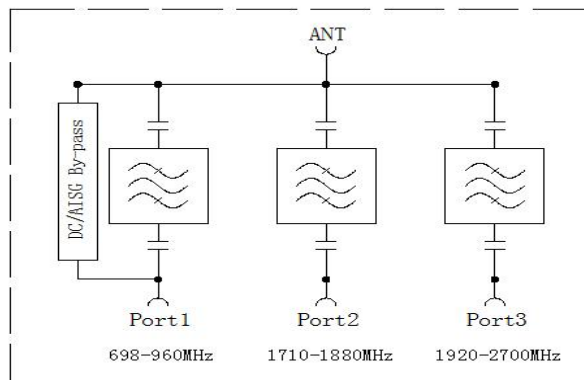 ANT
DC/AISG By-pass
Port1
Port2
Port3
698-960MHz
1710-1880MHz
1920-2700MHz